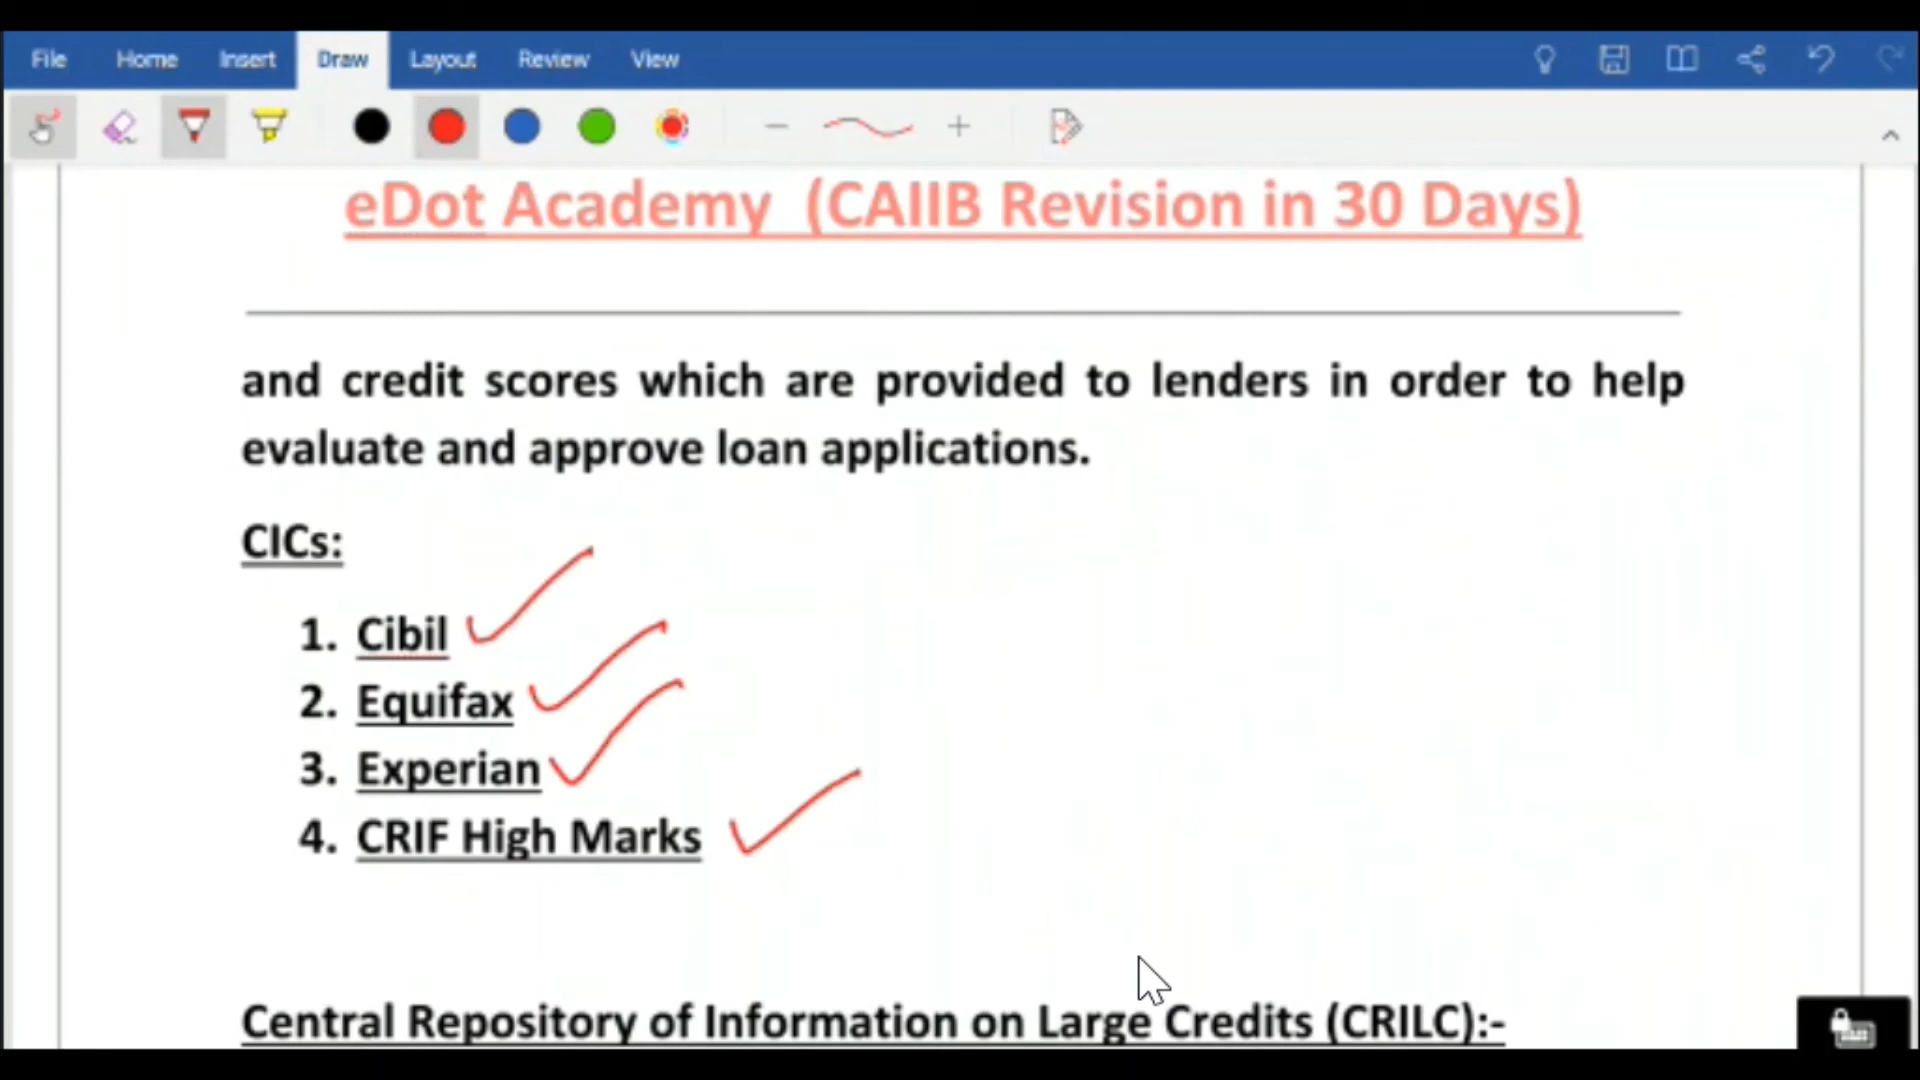 File Home Insert Draw Layout Review View
eDot Academy (CAIIB Revision in 30 Days)
and credit scores which are provided to lenders in order to help
evaluate and approve loan applications.
CICs:
1. Cibil
2. Equifax
3. Experian
4. CRIF High Marks
Central Repository of Information on Large Credits (CRILC):-